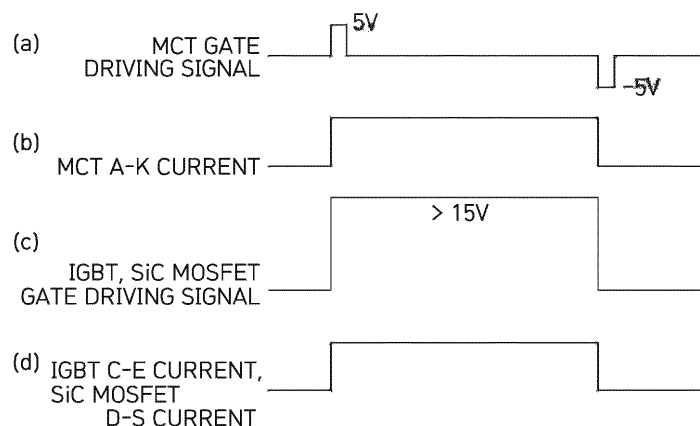 (a)
5V
MCT GATE
DRIVING SIGNAL
-5V
(b)
MCT A-K CURRENT
> 15V
(c)
IGBT, SiC MOSFET
GATE DRIVING SIGNAL
(d) IGBT C-E CURRENT,
SiC MOSFET
D-S CURRENT